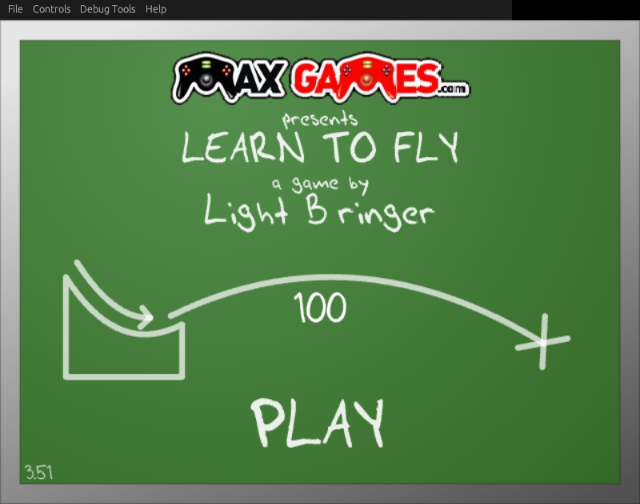 File Controls Debug Tools Help
MAX GAMES.com
presents
LEARN TO FLY
a game by
Light Bringer
100
PLAY
3.51